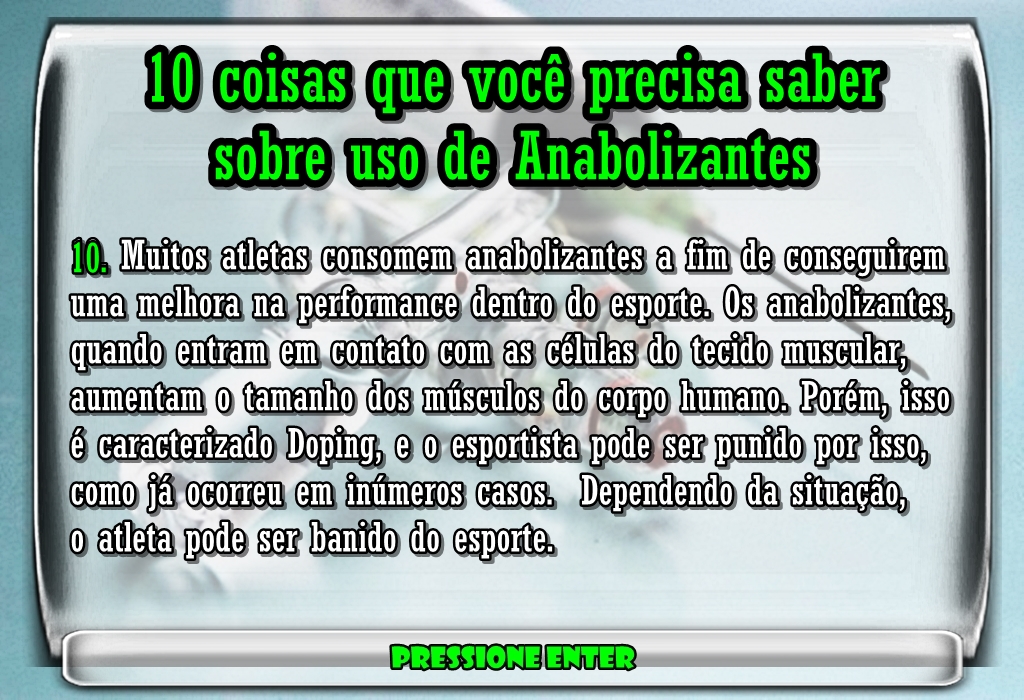 10 coisas que você precisa saber
sobre uso de Anabolizantes
10. Muitos atletas consomem anabolizantes a fim de conseguirem
uma melhora na performance dentro do esporte. Os anabolizantes,
quando entram em contato com as células do tecido muscular,
aumentam o tamanho dos músculos do corpo humano. Porém, isso
é caracterizado Doping, e o esportista pode ser punido por isso,
como já ocorreu em inúmeros casos. Dependendo da situação,
o atleta pode ser banido do esporte.
PRESSIONE ENTER